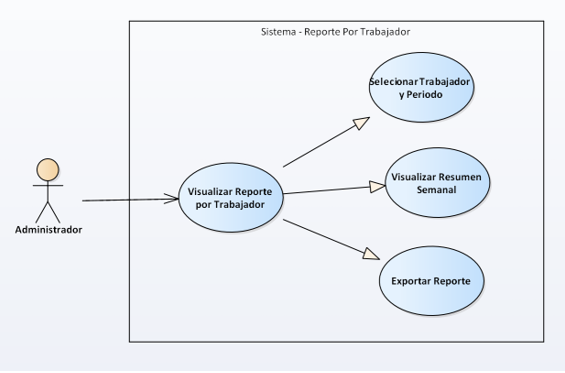 Sistema - Reporte Por Trabajador
Selecionar Trabajador
y Periodo
Visualizar Resumen
Semanal
Visualizar Reporte
por Trabajador
Administrador
Exportar Reporte